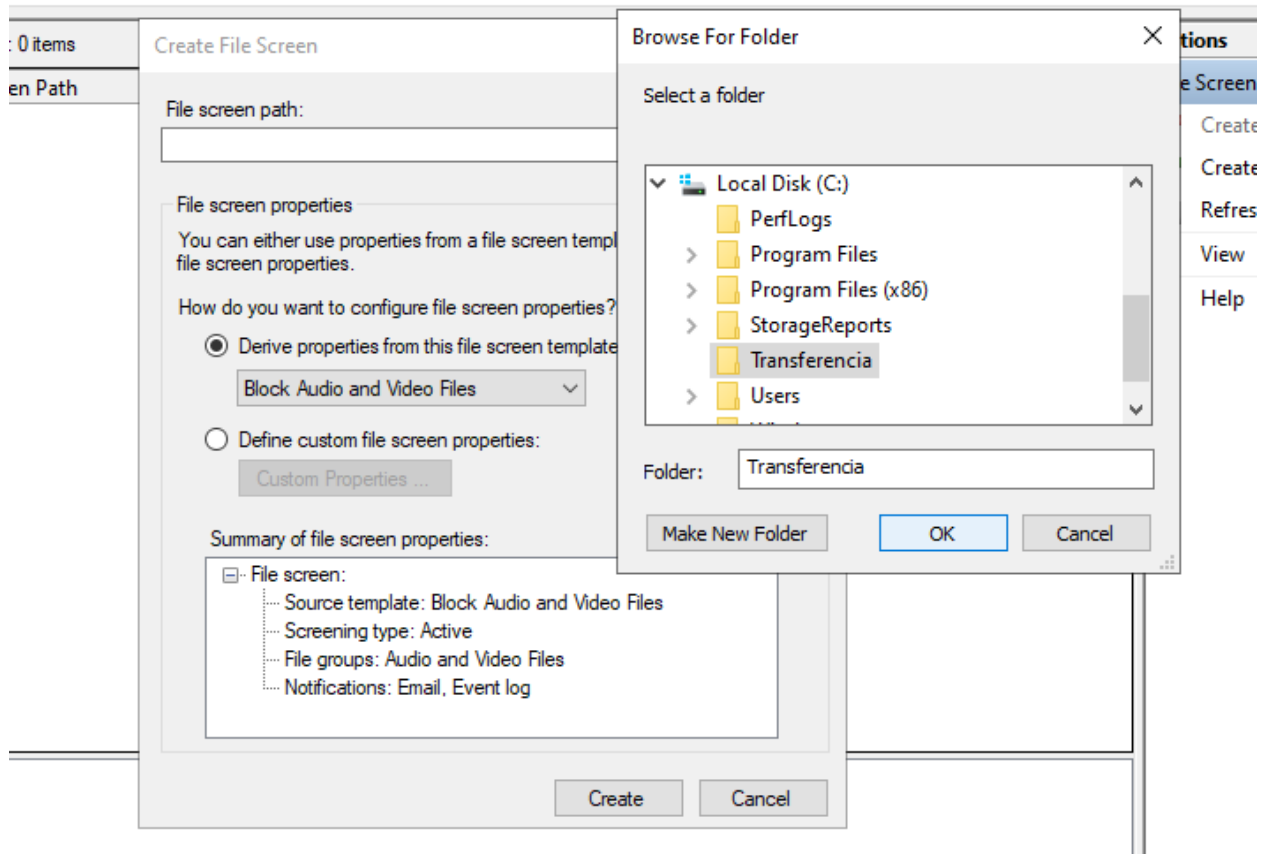 : 0 items
en Path
Create File Screen
File screen path:
File screen properties
You can either use properties from a file screen templ
file screen properties.
How do you want to configure file screen properties?
Derive properties from this file screen template
Block Audio and Video Files
Define custom file screen properties:
Custom Properties ...
Summary of file screen properties:
File screen:
Source template: Block Audio and Video Files
Screening type: Active
File groups: Audio and Video Files
Notifications: Email, Event log
Create
Cancel
Browse For Folder
Select a folder
Local Disk (C:)
PerfLogs
Program Files
Program Files (x86)
StorageReports
Transferencia
Users
Folder:
Transferencia
Make New Folder
OK
Cancel
tions
e Screen
Create
Create
Refres
View
Help